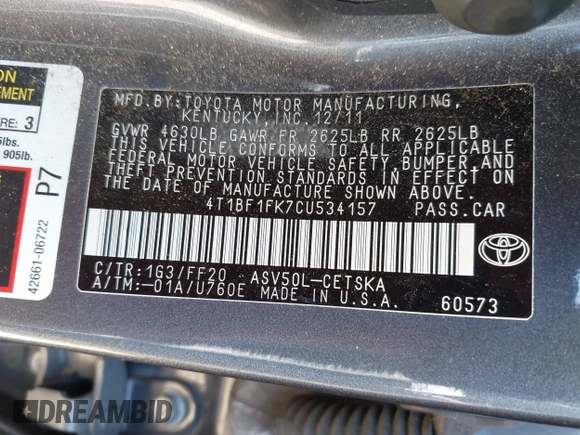 ON
EMENT
RE: 3
lbs.
905lb.
P7
42661-06722
MFD.BY:TOYOTA MOTOR MANUFACTURING,
KENTUCKY,INC.12/11
GVWR 4630LB GAWR FR 2625LB RR 2625LB
THIS VEHICLE CONFORMS TO ALL APPLICABLE
FEDERAL MOTOR VEHICLE SAFETY, BUMPER,AND
THEFT PREVENTION STANDARDS IN EFFECT ON
THE DATE OF MANUFACTURE SHOWN ABOVE.
4T1BF1FK7CU534157 PASS.CAR
C/TR:1G3/FF20 ASV50L-CETSKA
A/TM:-01A/U760E MADE IN U.S.A.
60573
TOYOTA
DREAMBID